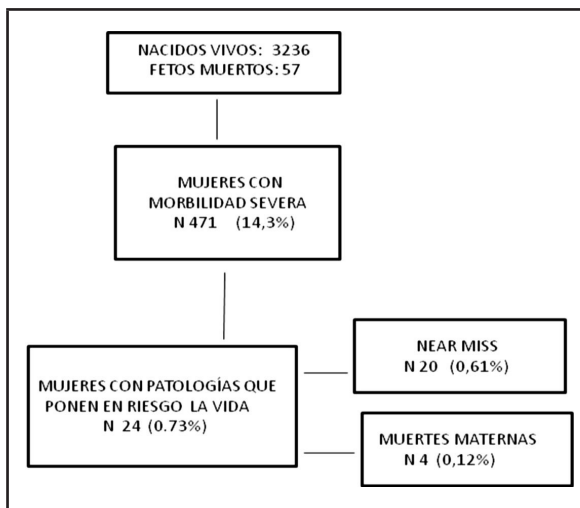 NACIDOS VIVOS: 3236
FETOS MUERTOS: 57
MUJERES CON
MORBILIDAD SEVERA
N 471 (14,3%)
MUJERES CON PATOLOGÍAS QUE
PONEN EN RIESGO LA VIDA
N 24 (0.73%)
NEAR MISS
N 20 (0,61%)
MUERTES MATERNAS
N 4 (0,12%)